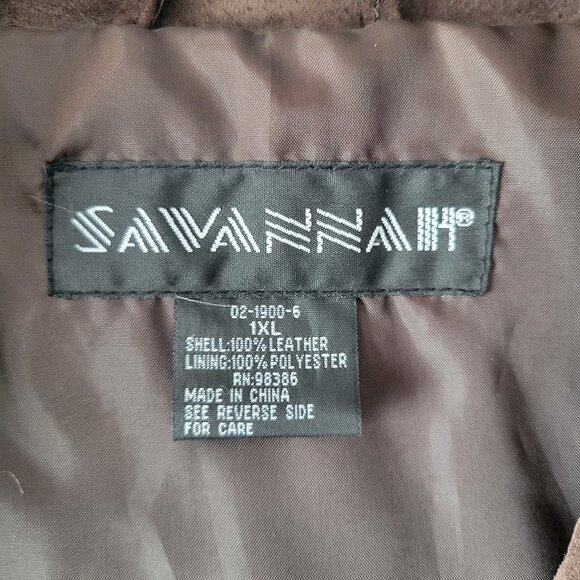 SAVANNAH®
02-1900-6
1XL
SHELL:100% LEATHER
LINING:100% POLYESTER
RN:98386
MADE IN CHINA
SEE REVERSE SIDE
FOR CARE